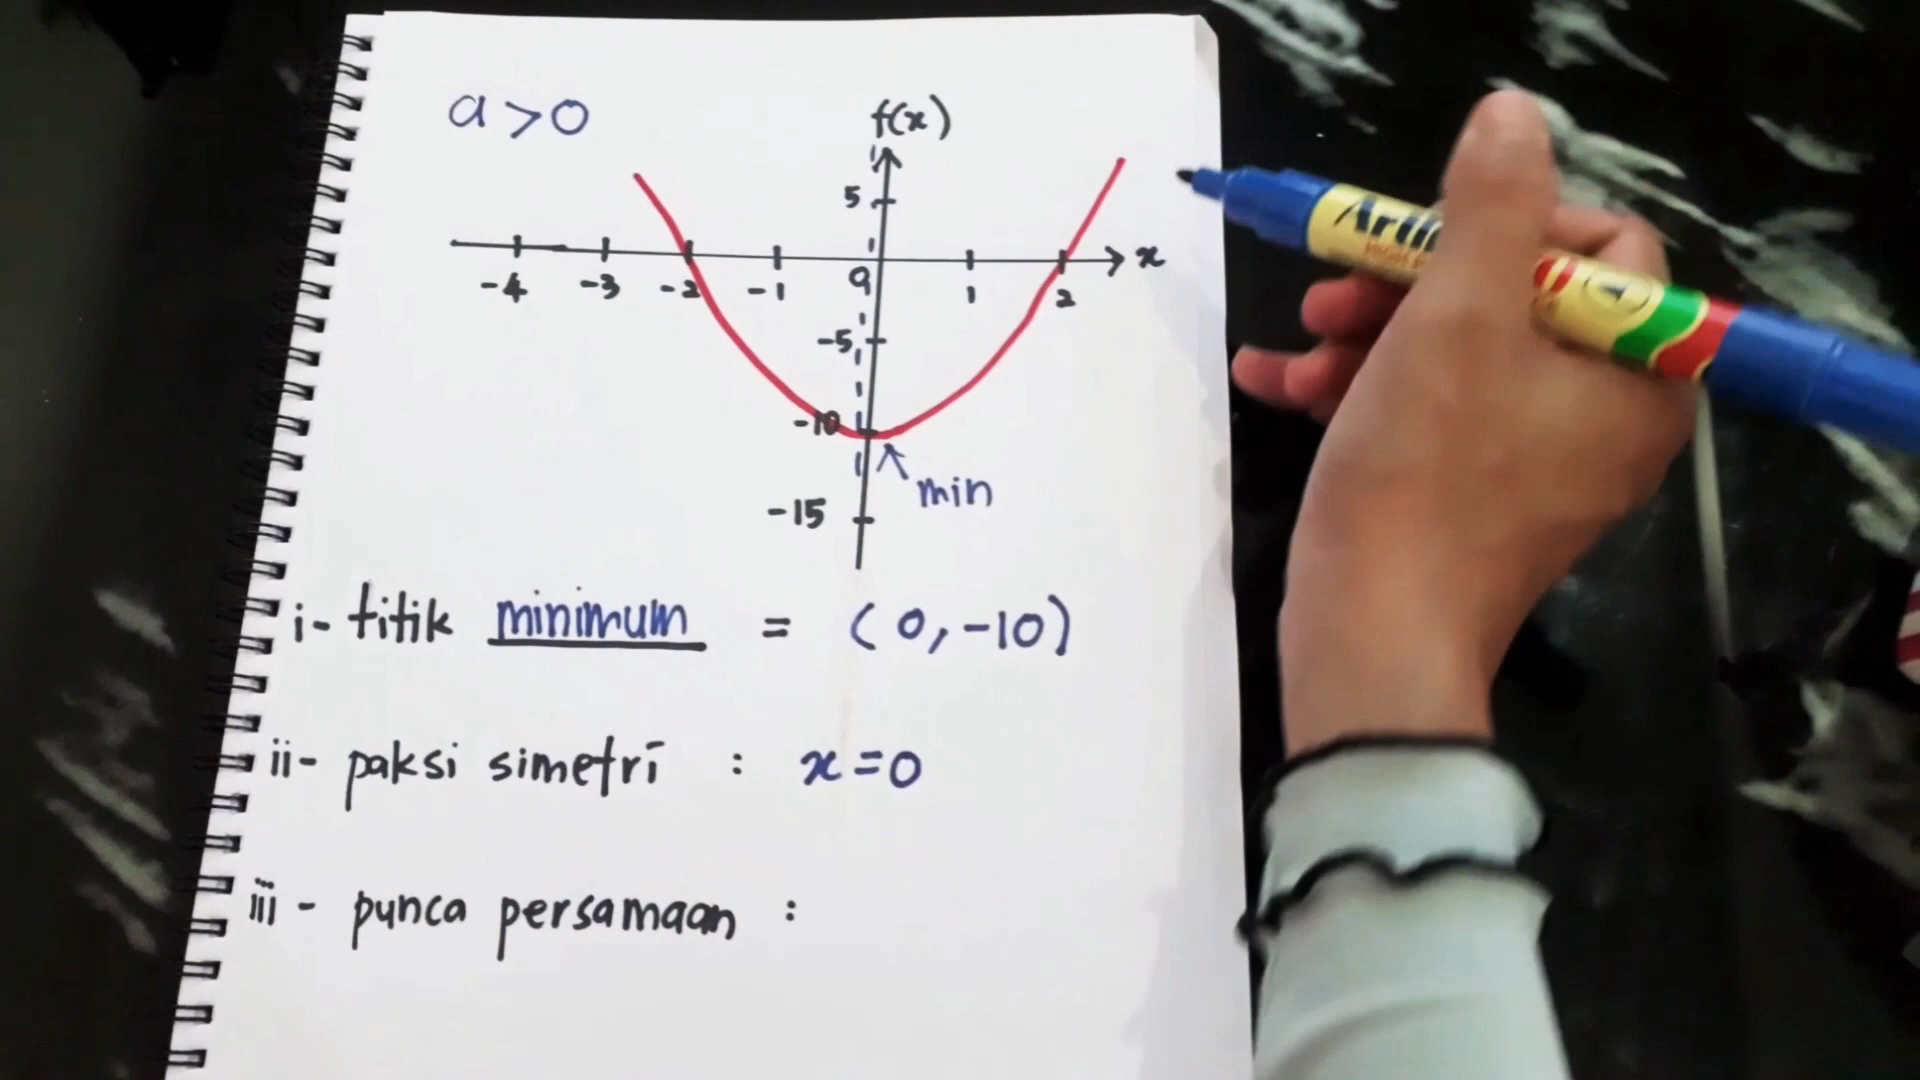 a > 0
f(x)
5
x
-4 -3 -2 -1 0 1 2
-5
-10
min
-15
i- titik minimum = (0, -10)
ii- paksi simetri : x = 0
iii - punca persamaan :